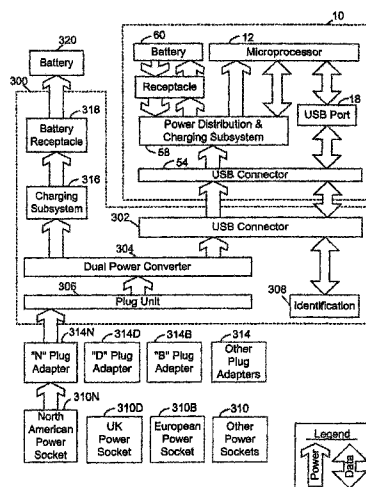 10
320
60
12
Battery
Battery
Microprocessor
300
318
Receptacle
18
USB Port
Battery
Receptacle
Power Distribution &
Charging Subsystem
58
54
316
USB Connector
Charging
Subsystem
302
USB Connector
304
Dual Power Converter
306
308
Plug Unit
Identification
314N
314D
314B
314
"N" Plug
Adapter
"D" Plug
Adapter
"B" Plug
Adapter
Other
Plug
Adapters
310N
310D
310B
310
North
American
Power
Socket
UK
Power
Socket
European
Power
Socket
Other
Power
Sockets
Legend
Power
Data